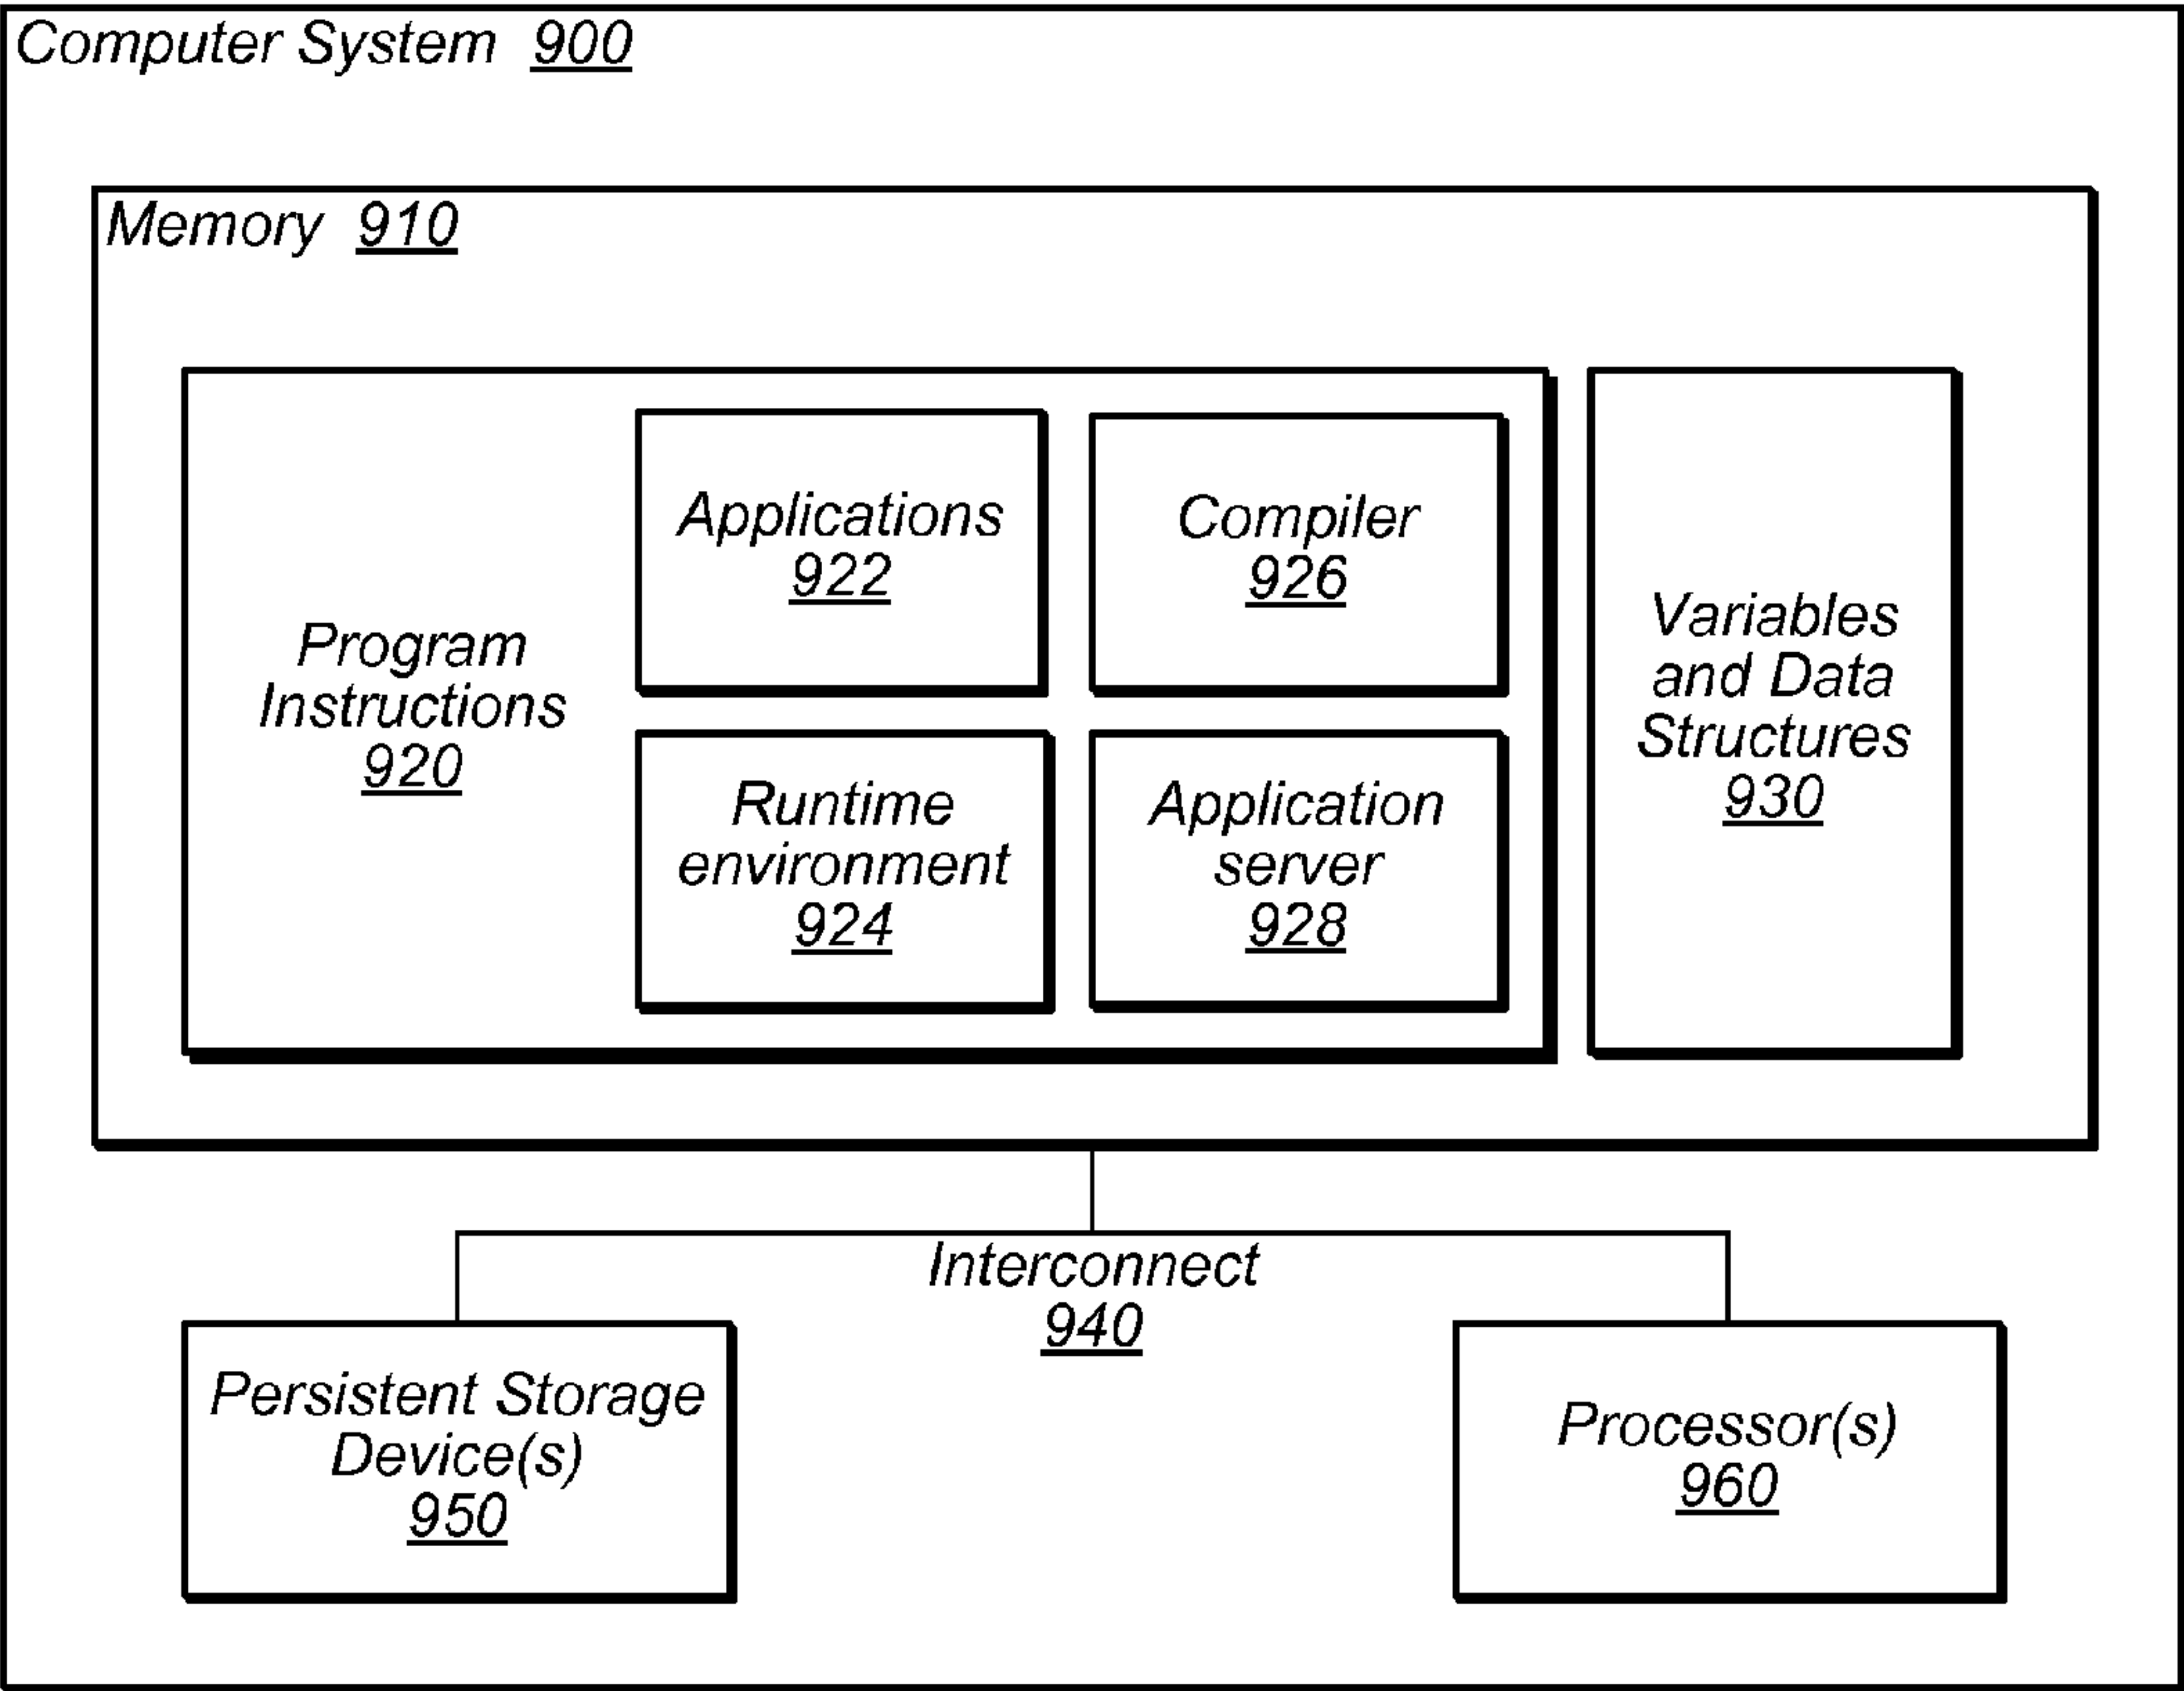 Computer System 900
Memory 910
Program
Instructions
920
Applications
922
Compiler
926
Runtime
environment
924
Application
server
928
Variables
and Data
Structures
930
Interconnect
940
Persistent Storage
Device(s)
950
Processor(s)
960